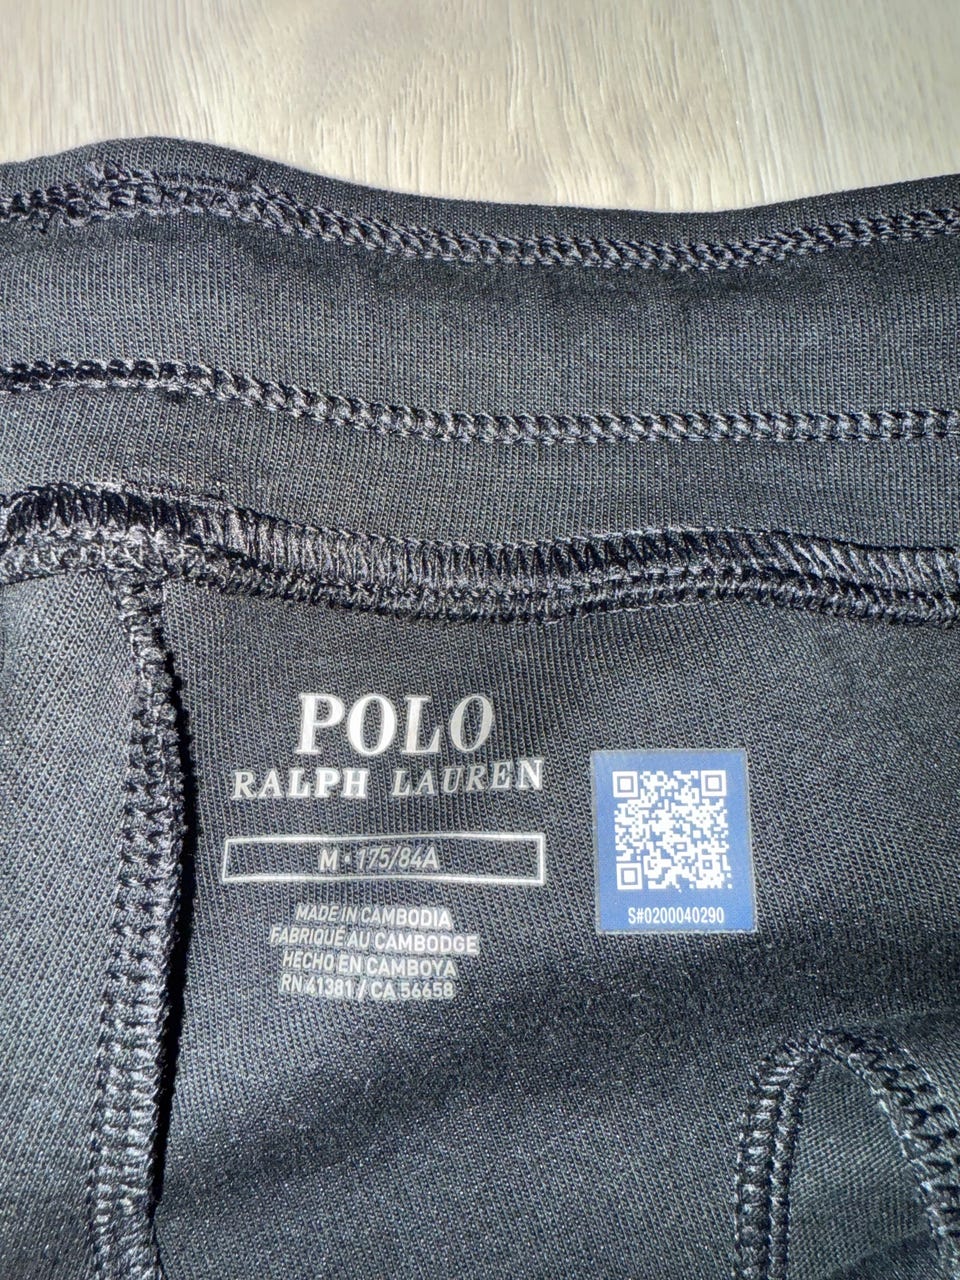 POLO
RALPH LAUREN
M • 175/84A
MADE IN CAMBODIA
FABRIQUÉ AU CAMBODGE
HECHO EN CAMBOYA
RN 41381 / CA 56658
S#0200040290